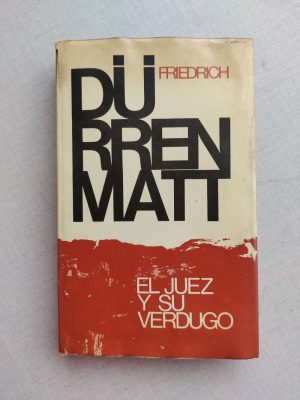 FRIEDRICH
DÜ
RREN
MATT
EL JUEZ
Y SU
VERDUGO